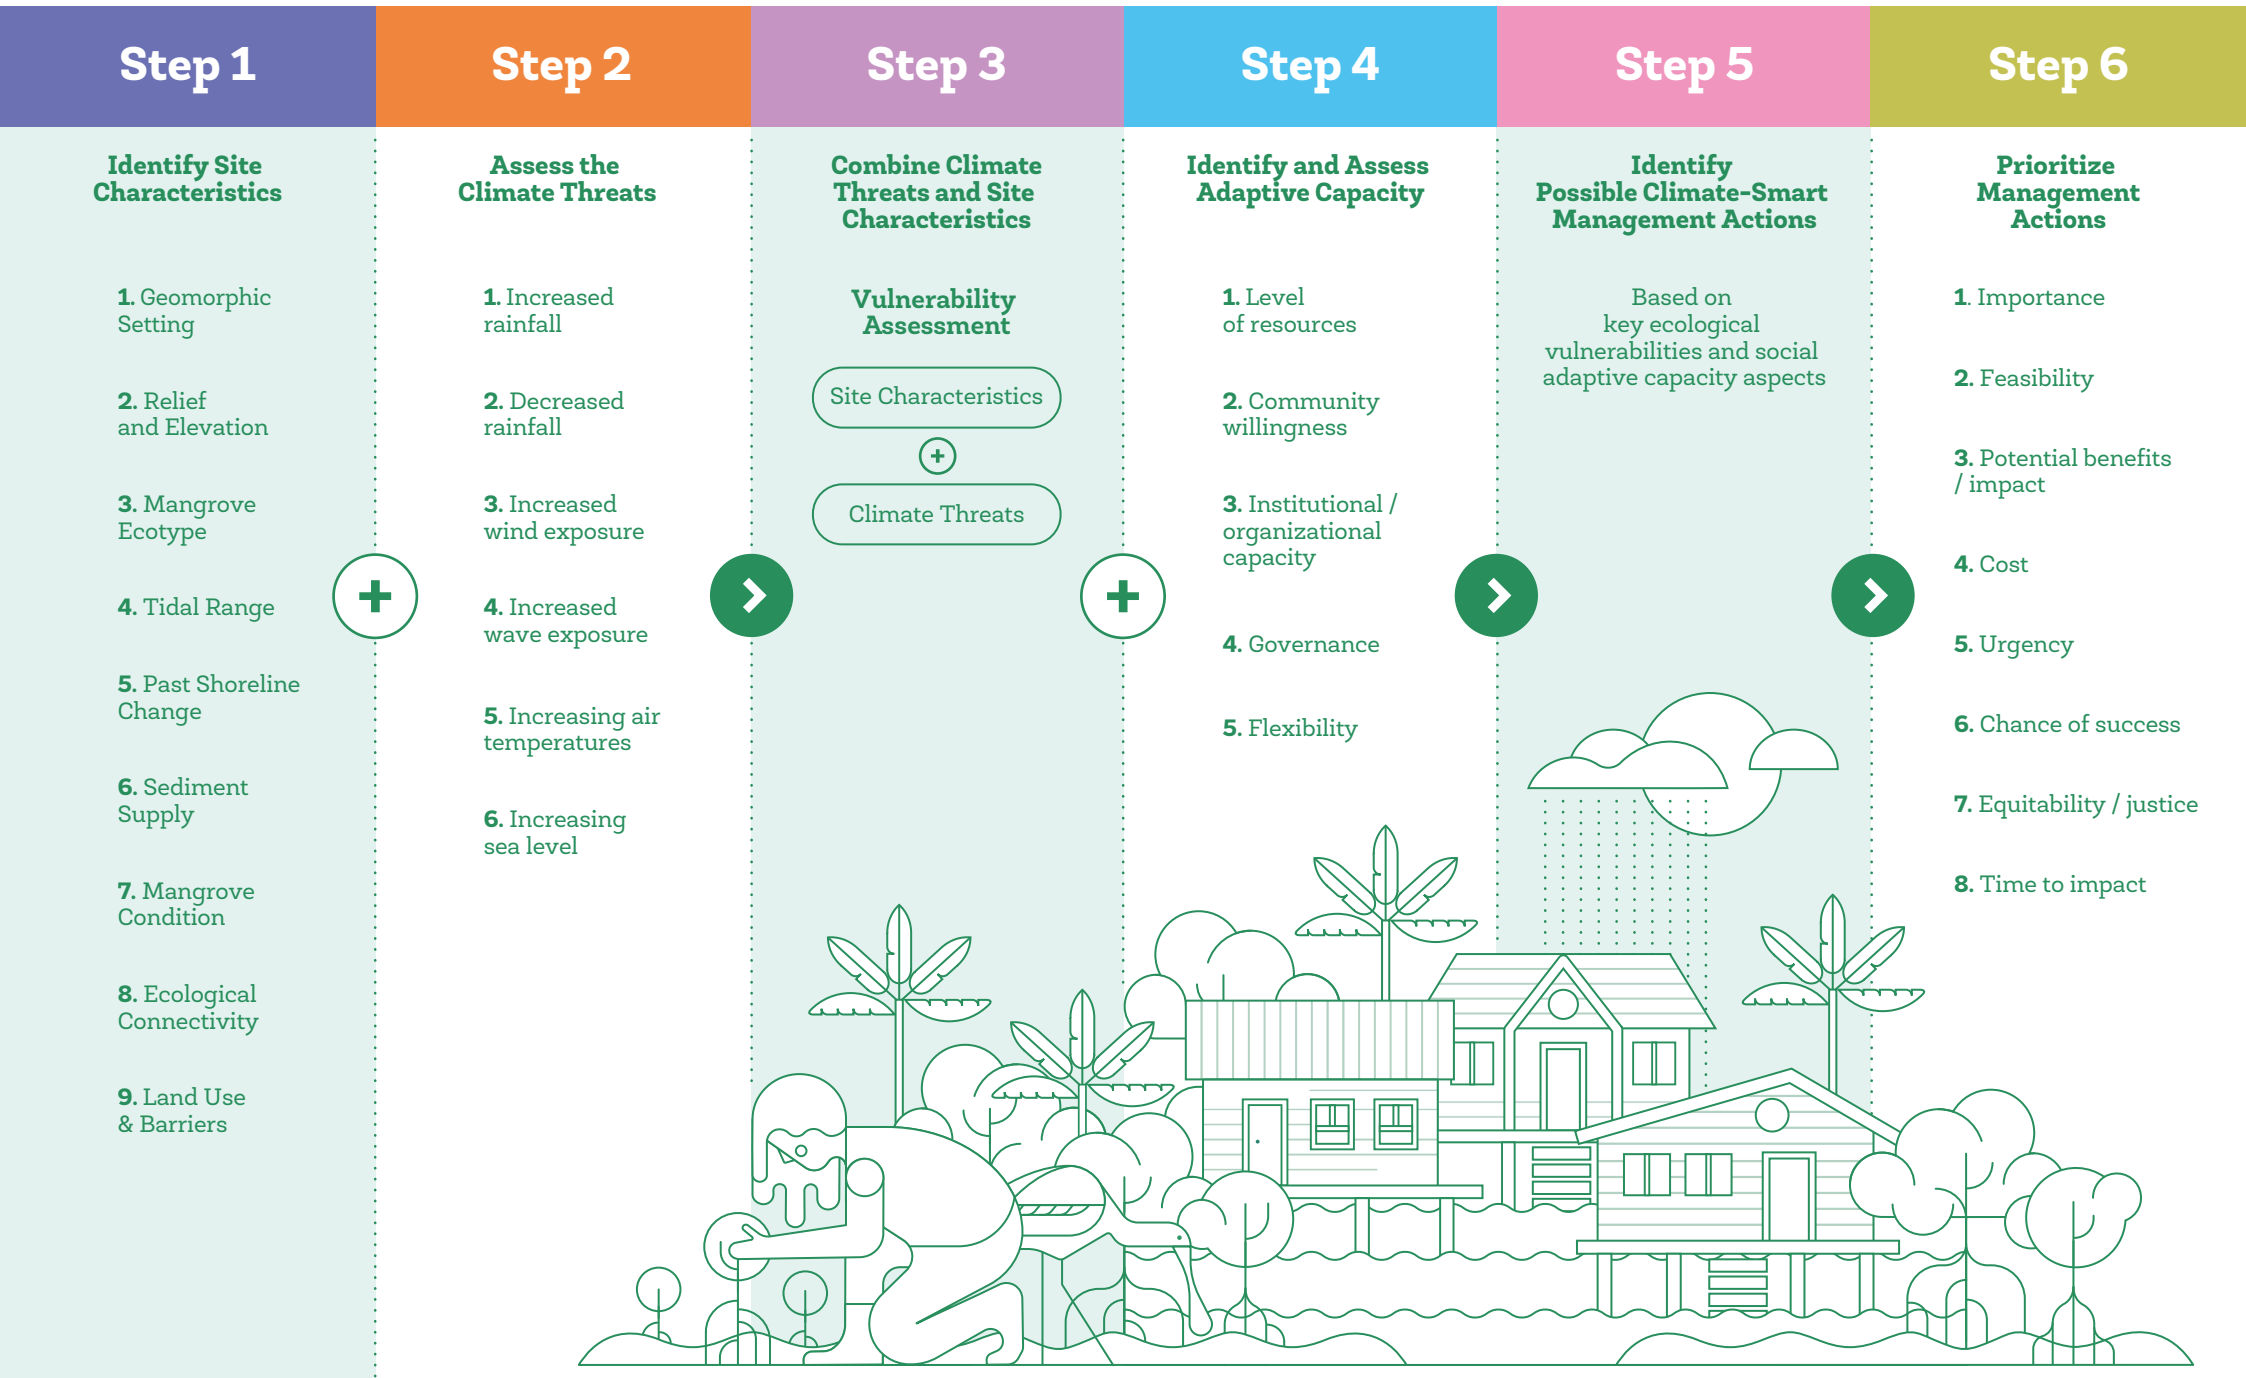 Step 1
Identify Site
Characteristics
1. Geomorphic
Setting
2. Relief
and Elevation
3. Mangrove
Ecotype
4. Tidal Range
5. Past Shoreline
Change
6. Sediment
Supply
7. Mangrove
Condition
8. Ecological
Connectivity
9. Land Use
& Barriers
+
Step 2
Assess the
Climate Threats
1. Increased
rainfall
2. Decreased
rainfall
3. Increased
wind exposure
4. Increased
wave exposure
5. Increasing air
temperatures
6. Increasing
sea level
Step 3
Combine Climate
Threats and Site
Characteristics
Vulnerability
Assessment
Site Characteristics
+
Climate Threats
+
Step 4
Identify and Assess
Adaptive Capacity
1. Level
of resources
2. Community
willingness
3. Institutional /
organizational
capacity
4. Governance
5. Flexibility
Step 5
Identify
Possible Climate-Smart
Management Actions
Based on
key ecological
vulnerabilities and social
adaptive capacity aspects
Step 6
Prioritize
Management
Actions
1. Importance
2. Feasibility
3. Potential benefits
/ impact
4. Cost
5. Urgency
6. Chance of success
7. Equitability / justice
8. Time to impact